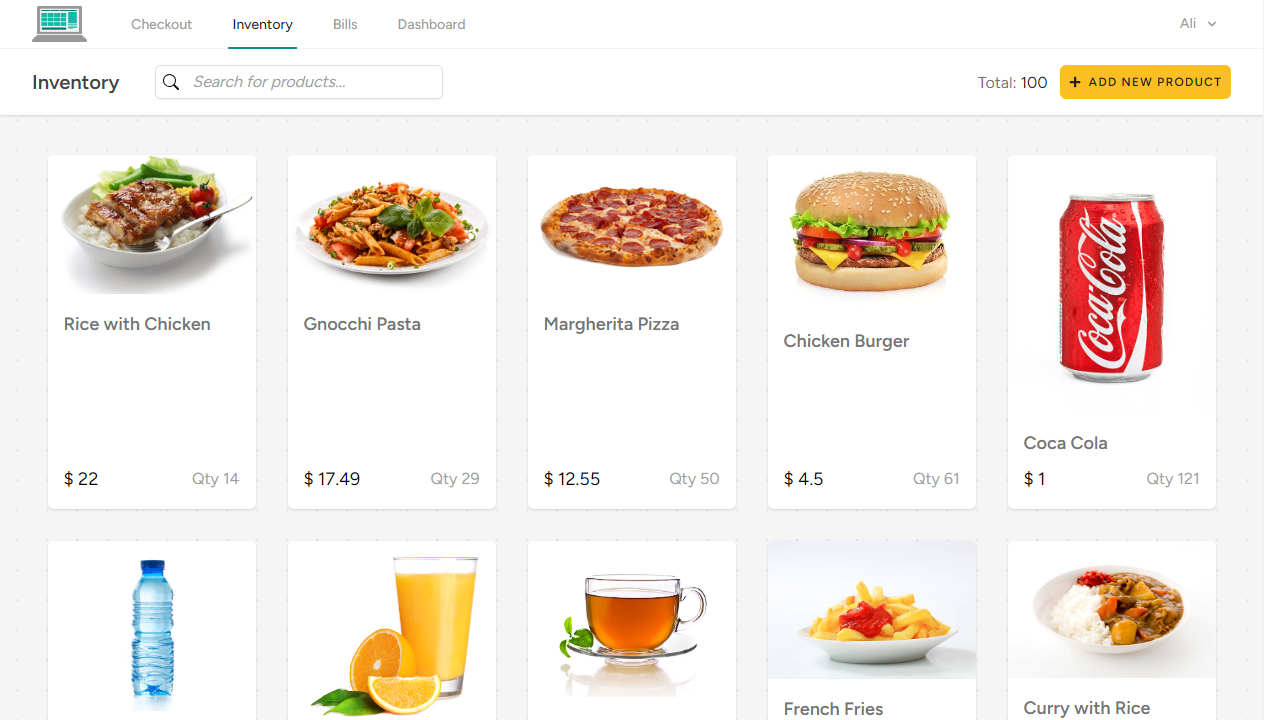 Checkout Inventory Bills Dashboard Ali
Inventory Search for products... Total: 100 + ADD NEW PRODUCT
Coca-Cola
Rice with Chicken
$ 22 Qty 14
Gnocchi Pasta
$ 17.49 Qty 29
Margherita Pizza
$ 12.55 Qty 50
Chicken Burger
$ 4.5 Qty 61
Coca Cola
$ 1 Qty 121
French Fries
Curry with Rice